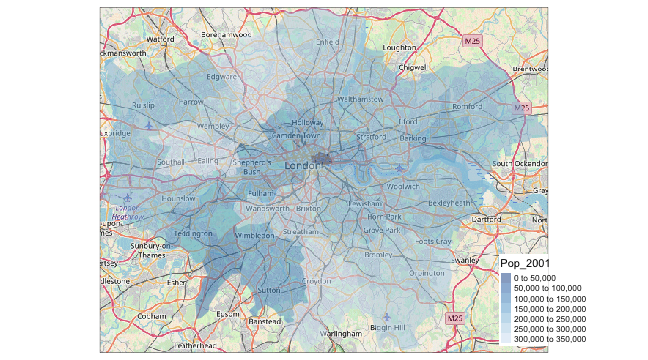 Watford
Borehamwood
Enfield
Loughton
ckmansworth
M25
Chigwell
Edgware
Brentwoo
Walthamstow
Harrow
Romford
Ruislip
M25
Holloway
Ilford
Wembley
Camden Town
Stratford
Barking
Uxbridge
Southall
Ealing
Shepherd's
Bush
London
South Ockendon
Woolwich
Fulham
Hounslow
Lewisham
Bexleyheath
London
Heathrow
Wandsworth
Brixton
Horn Park
Dartford
Nort
Teddington
Wimbledon
Streatham
Grove Park
Foots Cray
Sunbury-on-
Thames
Bromley
Swanley
Croydon
Orpington
Esher
Sutton
Epsom
Banstead
Cobham
Biggin Hill
M25
Leatherhead
Warlingham
Pop_2001
0 to 50,000
50,000 to 100,000
100,000 to 150,000
150,000 to 200,000
200,000 to 250,000
250,000 to 300,000
300,000 to 350,000